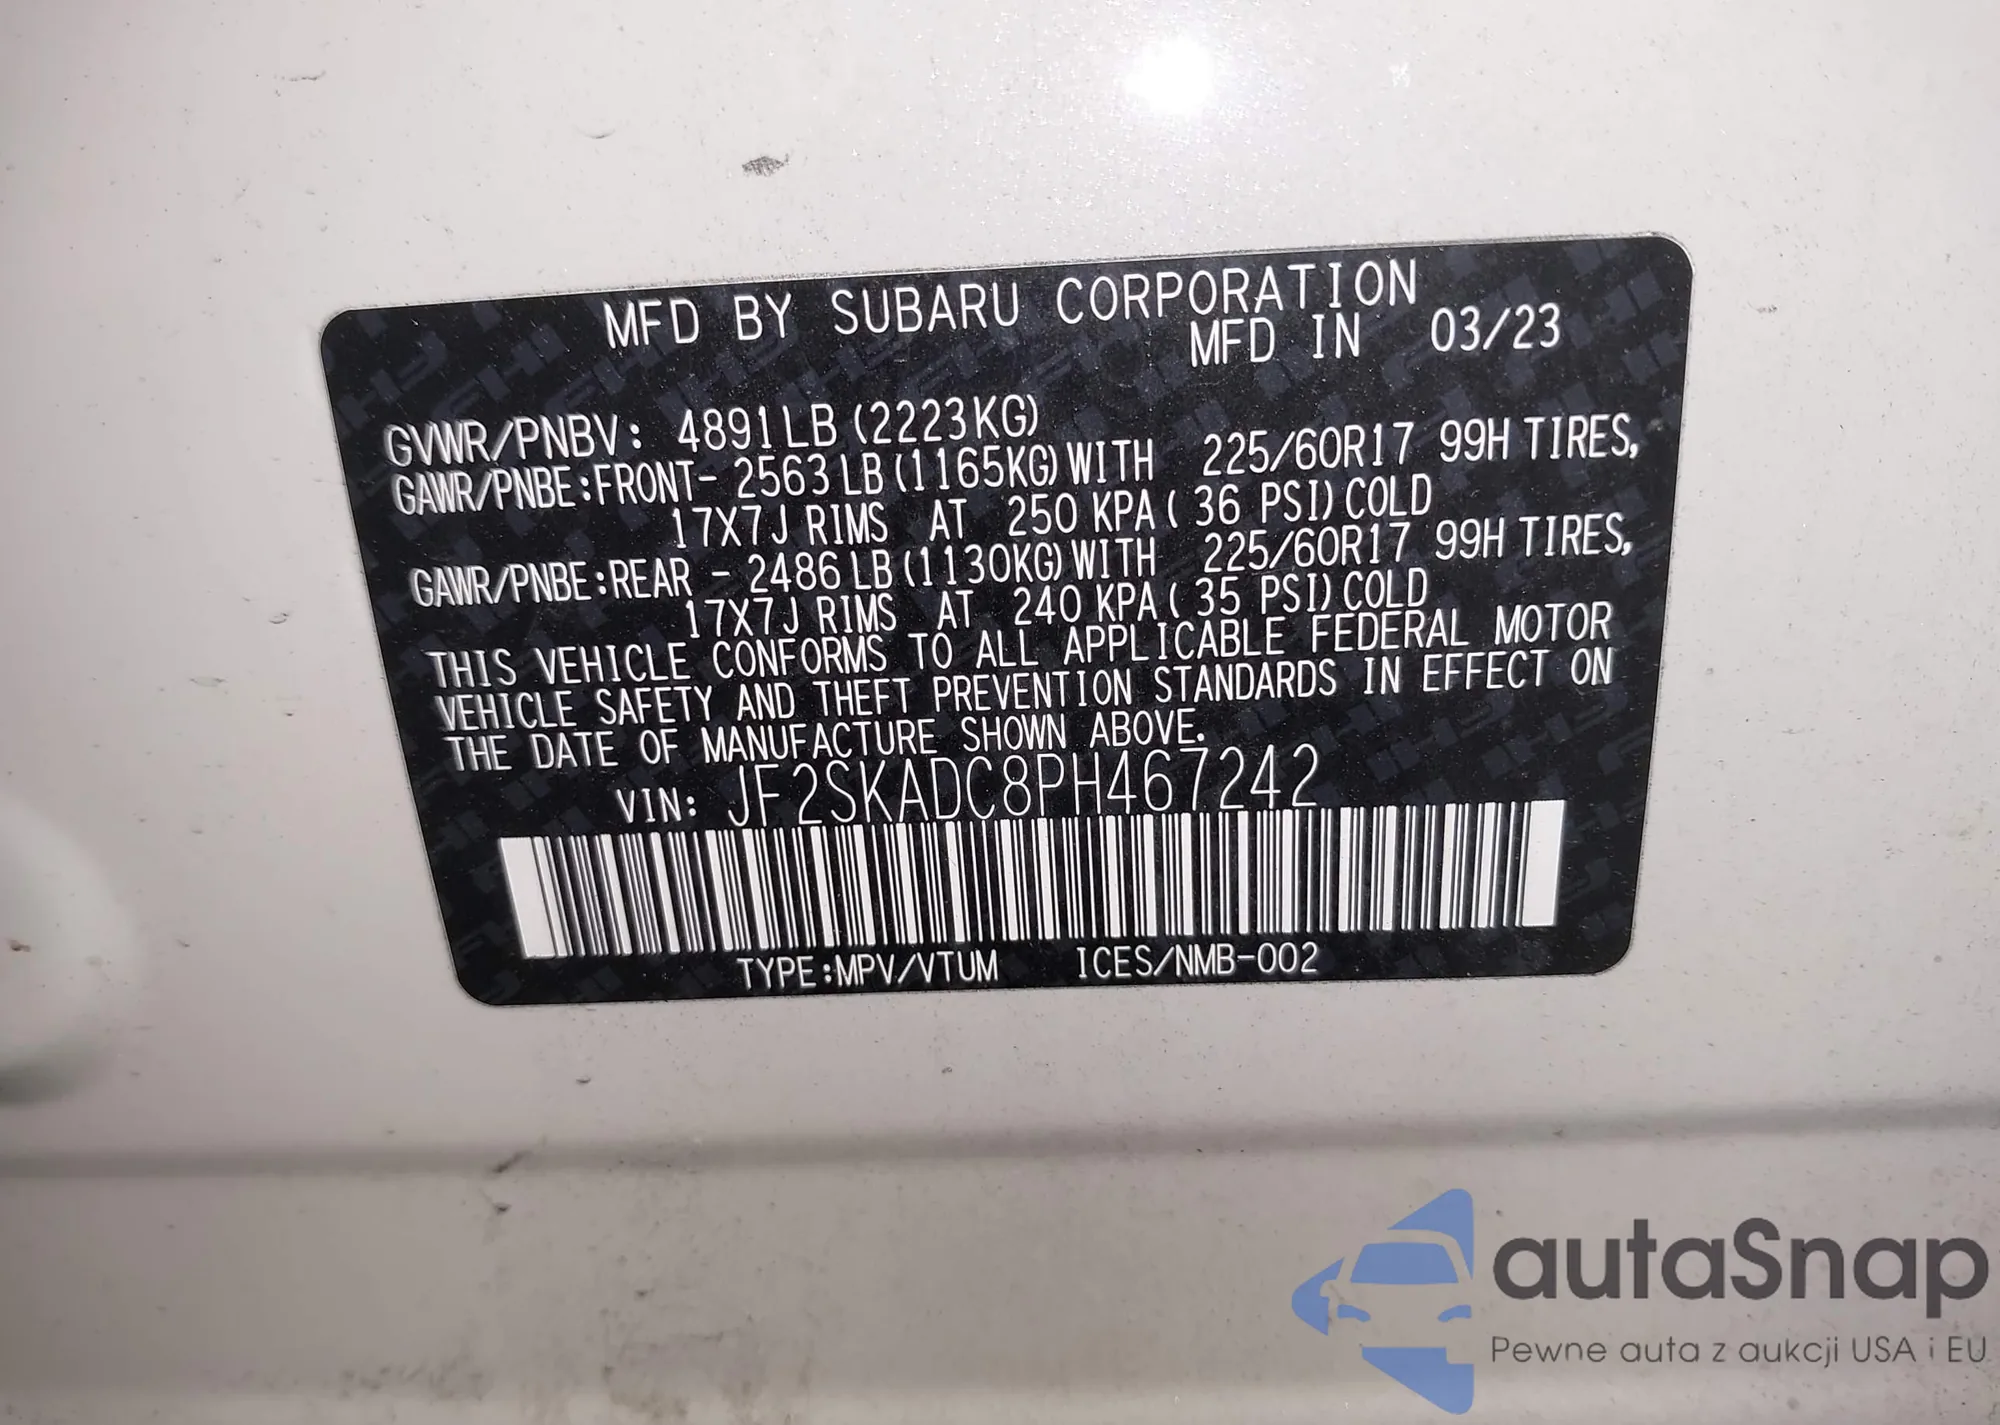 MFD BY SUBARU CORPORATION
MFD IN 03/23
GVWR/PNBV: 4891LB (2223KG)
GAWR/PNBE:FRONT- 2563LB (1165KG) WITH 225/60R17 99H TIRES,
17X7J RIMS AT 250 KPA ( 36 PSI) COLD
GAWR/PNBE:REAR - 2486LB (1130KG) WITH 225/60R17 99H TIRES,
17X7J RIMS AT 240 KPA ( 35 PSI) COLD
THIS VEHICLE CONFORMS TO ALL APPLICABLE FEDERAL MOTOR
VEHICLE SAFETY AND THEFT PREVENTION STANDARDS IN EFFECT ON
THE DATE OF MANUFACTURE SHOWN ABOVE.
VIN: JF2SKADC8PH467242
TYPE:MPV/VTUM ICES/NMB-002
autaSnap
Pewne auta z aukcji USA i EU